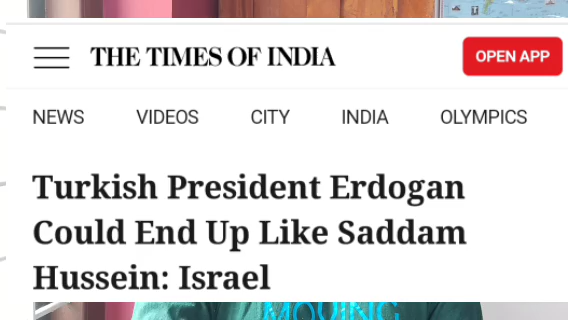 THE TIMES OF INDIA
OPEN APP
NEWS VIDEOS CITY INDIA OLYMPICS
Turkish President Erdogan
Could End Up Like Saddam
Hussein: Israel